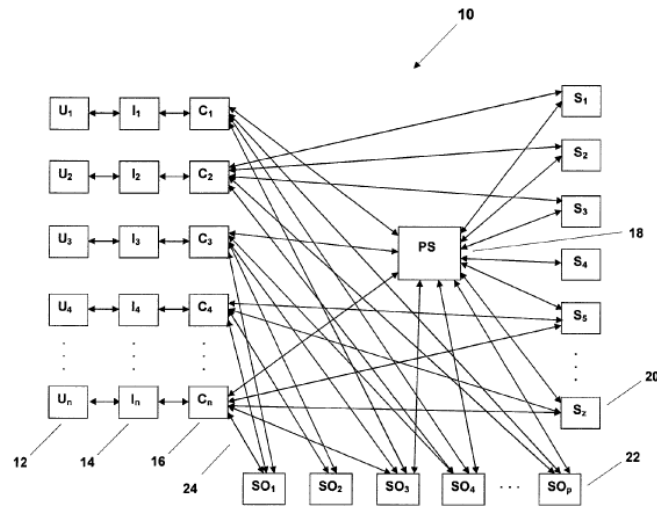 10
U1 I1 C1 S1
U2 I2 C2 S2
U3 I3 C3 S3
PS
18
S4
U4 I4 C4 S5
Un In Cn Sz
20
12 14 16
24
22
SO1 SO2 SO3 SO4 ... SOp